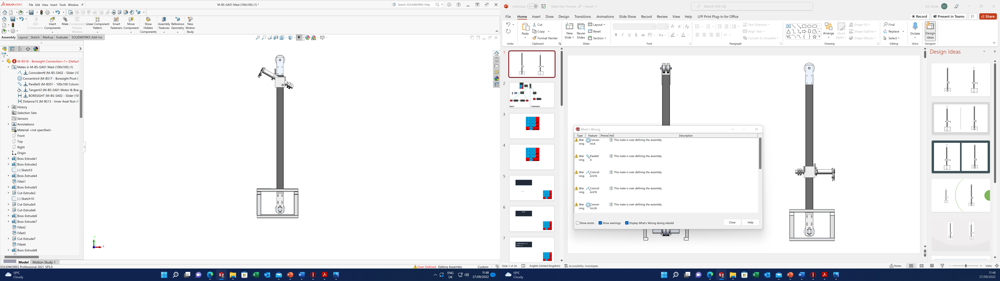 SOLIDWORKS File Edit View Insert Tools Window
M-BS-GA01 Mast (100x100) (1) *
Search SOLIDWORKS Help
Edit Component
Insert Components
Mate
Component Preview Window
Linear Component Pattern
Smart Fasteners
Move Component
Show Hidden Components
Assembly Features
Reference Geometry
New Motion Study
Assembly Layout Sketch Markup Evaluate SOLIDWORKS Add-Ins
M-BS18 - Boresight Connection<1> (Defaul
Mates in M-BS-GA01 Mast (100x100) (1)
Coincident9 (M-BS-SA02 - Slider (10
Concentric4 (M-BS17 - Boresight Pivot (
Parallel3 (M-BS01 - 100x100 Column
Tangent3 (M-BS-SA01 Motor & Brac
BORESIGHT (M-BS-SA02 - Slider (10
Distance15 (M-BS13 - Inner Axial Nut<1
History
Selection Sets
Sensors
Annotations
Material <not specified>
Front
Top
Right
Origin
Boss-Extrude1
Boss-Extrude2
(-) Sketch3
Boss-Extrude4
Fillet1
Boss-Extrude5
Cut-Extrude2
(-) Sketch10
Cut-Extrude5
Cut-Extrude6
Boss-Extrude6
Boss-Extrude7
Fillet2
Fillet3
Cut-Extrude7
Fillet4
Boss-Extrude8
Y
X
Model Motion Study 1
SOLIDWORKS Professional 2021 SP5.0
Over Defined Editing Assembly Custom
13°C
Cloudy
ENG
UK
11:48
27/09/2022
13
AutoSave On Mast User Process • Saved
Search (Alt+Q)
Edi Ubido EU
File Home Insert Draw Design Transitions Animations Slide Show Record Review View Help LFP Print Plug-In for Office
Record Present in Teams Share
Undo
Paste
Cut
Copy
Format Painter
Clipboard
New Slide
Reuse Slides
Layout
Reset
Section
Slides
B I U S ab AV Aa A
Font
Text Direction
Align Text
Convert to SmartArt
Paragraph
Arrange
Quick Styles
Shape Fill
Shape Outline
Shape Effects
Drawing
Find
Replace
Select
Editing
Dictate
Voice
Design Ideas
Designer
1
2
MAST TURNTABLE
3
4
5
6
7
TURNTABLE:X
MAST:X
Design Ideas
What's Wrong
Type Feature Previe Hel Description
Warning Concentric6 This mate is over defining the assembly.
Warning Parallel4 This mate is over defining the assembly.
Warning Coincident74 This mate is over defining the assembly.
Warning Coincident76 This mate is over defining the assembly.
Warning Concentric26 This mate is over defining the assembly.
Show errors Show warnings Display What's Wrong during rebuild Close Help
Slide 1 of 26 English (United Kingdom) Accessibility: Investigate
Notes 106%
13°C
Cloudy
11:48
27/09/2022